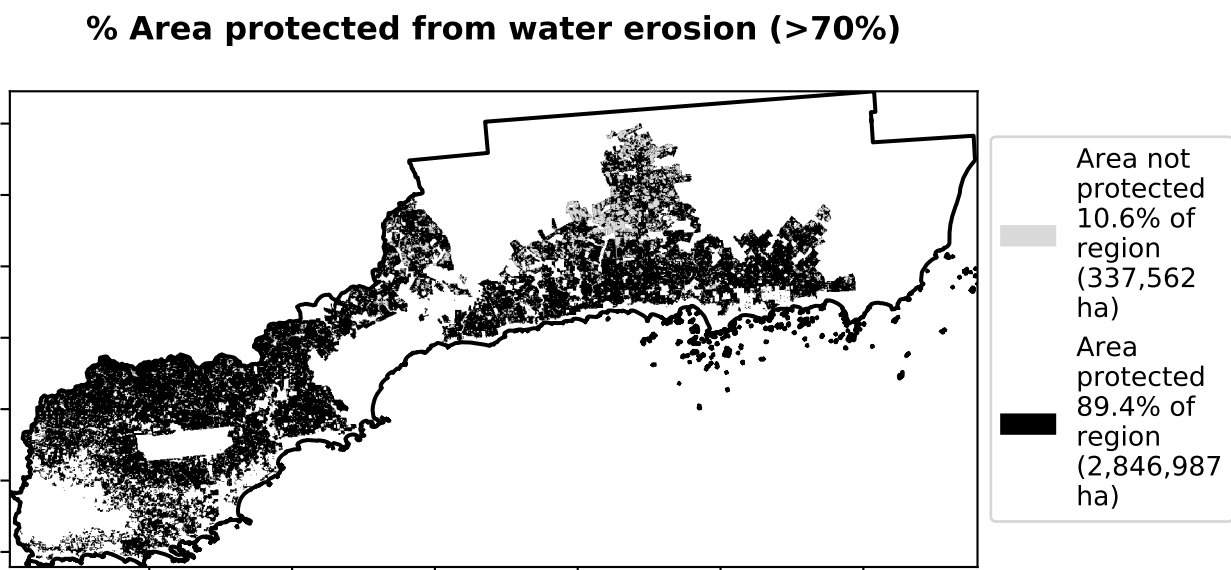 % Area protected from water erosion (>70%)
Area not
protected
10.6% of
region
(337,562
ha)
Area
protected
89.4% of
region
(2,846,987
ha)